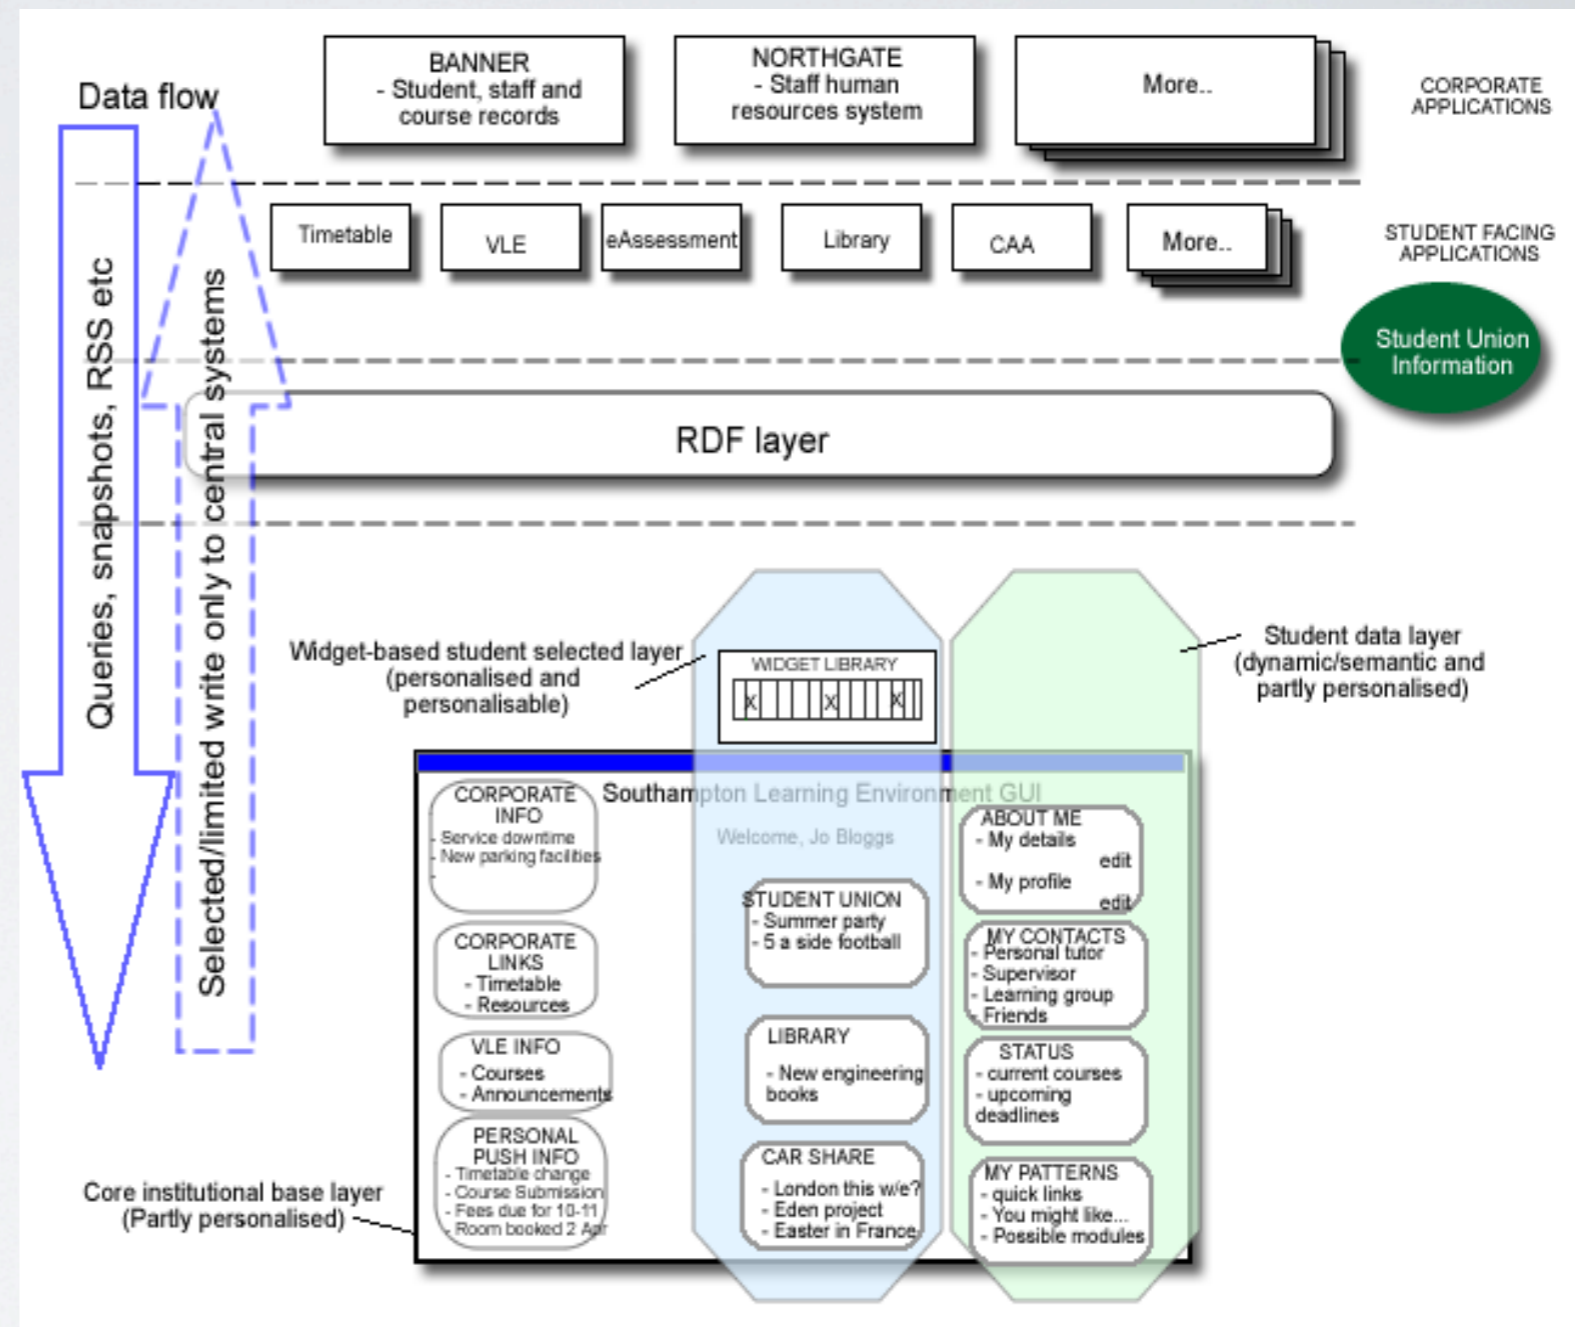 Data flow
BANNER
- Student, staff and
course records
NORTHGATE
- Staff human
resources system
More..
CORPORATE
APPLICATIONS
Timetable
VLE
eAssessment
Library
CAA
More..
STUDENT FACING
APPLICATIONS
Student Union
Information
RDF layer
Queries, snapshots, RSS etc
Selected/limited write only to central systems
Widget-based student selected layer
(personalised and
personalisable)
WIDGET LIBRARY
X X X
Student data layer
(dynamic/semantic and
partly personalised)
Southampton Learning Environment GUI
Welcome, Jo Bloggs
CORPORATE
INFO
- Service downtime
- New parking facilities
-
CORPORATE
LINKS
- Timetable
- Resources
VLE INFO
- Courses
- Announcements
PERSONAL
PUSH INFO
- Timetable change
- Course Submission
- Fees due for 10-11
- Room booked 2 Apr
STUDENT UNION
- Summer party
- 5 a side football
LIBRARY
- New engineering
books
CAR SHARE
- London this w/e?
- Eden project
- Easter in France
ABOUT ME
- My details
edit
- My profile
edit
MY CONTACTS
- Personal tutor
- Supervisor
- Learning group
- Friends
STATUS
- current courses
- upcoming
deadlines
MY PATTERNS
- quick links
- You might like...
- Possible modules
Core institutional base layer
(Partly personalised)